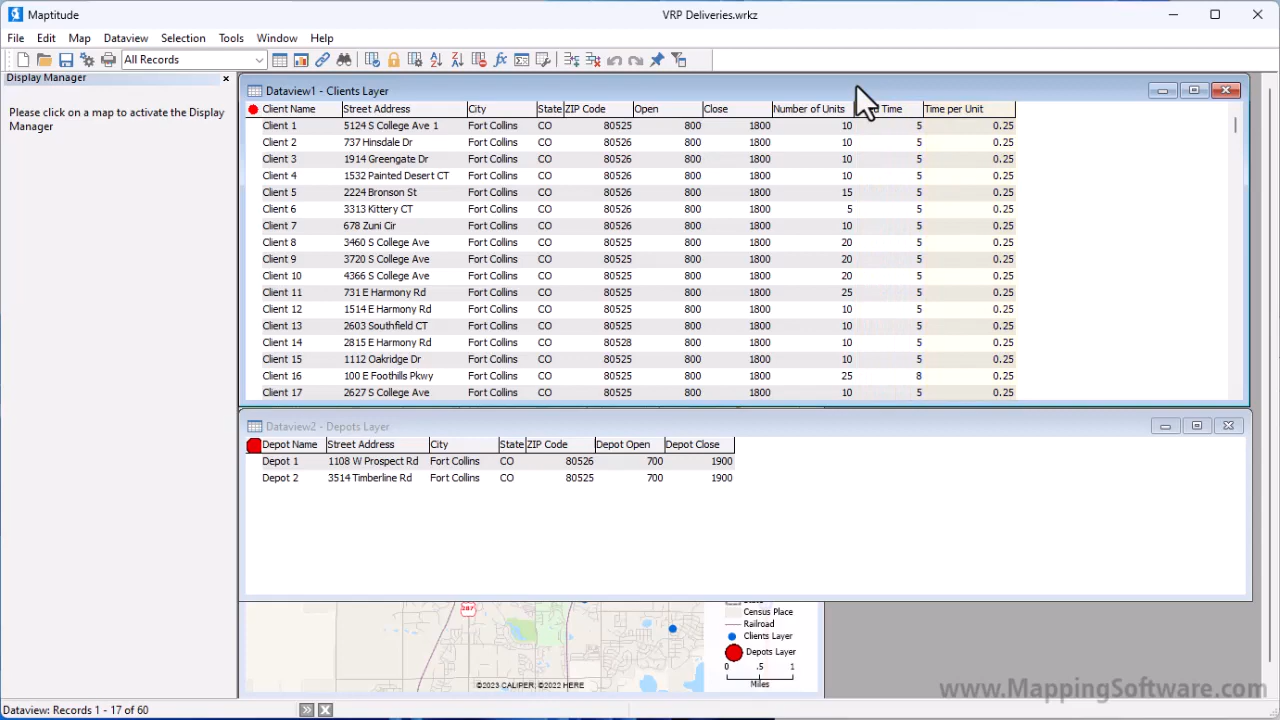 Maptitude
VRP Deliveries.wrkz
File Edit Map Dataview Selection Tools Window Help
All Records
Display Manager
Please click on a map to activate the Display
Manager
Dataview1 - Clients Layer
Client Name Street Address City State ZIP Code Open Close Number of Units Time Time per Unit
Client 1 5124 S College Ave 1 Fort Collins CO 80525 800 1800 10 5 0.25
Client 2 737 Hinsdale Dr Fort Collins CO 80526 800 1800 10 5 0.25
Client 3 1914 Greengate Dr Fort Collins CO 80526 800 1800 10 5 0.25
Client 4 1532 Painted Desert CT Fort Collins CO 80526 800 1800 10 5 0.25
Client 5 2224 Bronson St Fort Collins CO 80526 800 1800 15 5 0.25
Client 6 3313 Kittery CT Fort Collins CO 80526 800 1800 5 5 0.25
Client 7 678 Zuni Cir Fort Collins CO 80526 800 1800 10 5 0.25
Client 8 3460 S College Ave Fort Collins CO 80525 800 1800 20 5 0.25
Client 9 3720 S College Ave Fort Collins CO 80525 800 1800 20 5 0.25
Client 10 4366 S College Ave Fort Collins CO 80525 800 1800 20 5 0.25
Client 11 731 E Harmony Rd Fort Collins CO 80525 800 1800 25 5 0.25
Client 12 1514 E Harmony Rd Fort Collins CO 80525 800 1800 10 5 0.25
Client 13 2603 Southfield CT Fort Collins CO 80525 800 1800 10 5 0.25
Client 14 2815 E Harmony Rd Fort Collins CO 80528 800 1800 10 5 0.25
Client 15 1112 Oakridge Dr Fort Collins CO 80525 800 1800 10 5 0.25
Client 16 100 E Foothills Pkwy Fort Collins CO 80525 800 1800 25 8 0.25
Client 17 2627 S College Ave Fort Collins CO 80525 800 1800 10 5 0.25
Dataview2 - Depots Layer
Depot Name Street Address City State ZIP Code Depot Open Depot Close
Depot 1 1108 W Prospect Rd Fort Collins CO 80526 700 1900
Depot 2 3514 Timberline Rd Fort Collins CO 80525 700 1900
287
Census Place
Railroad
Clients Layer
Depots Layer
0 .5 1
Miles
©2023 CALIPER; ©2022 HERE
www.MappingSoftware.com
Dataview: Records 1 - 17 of 60